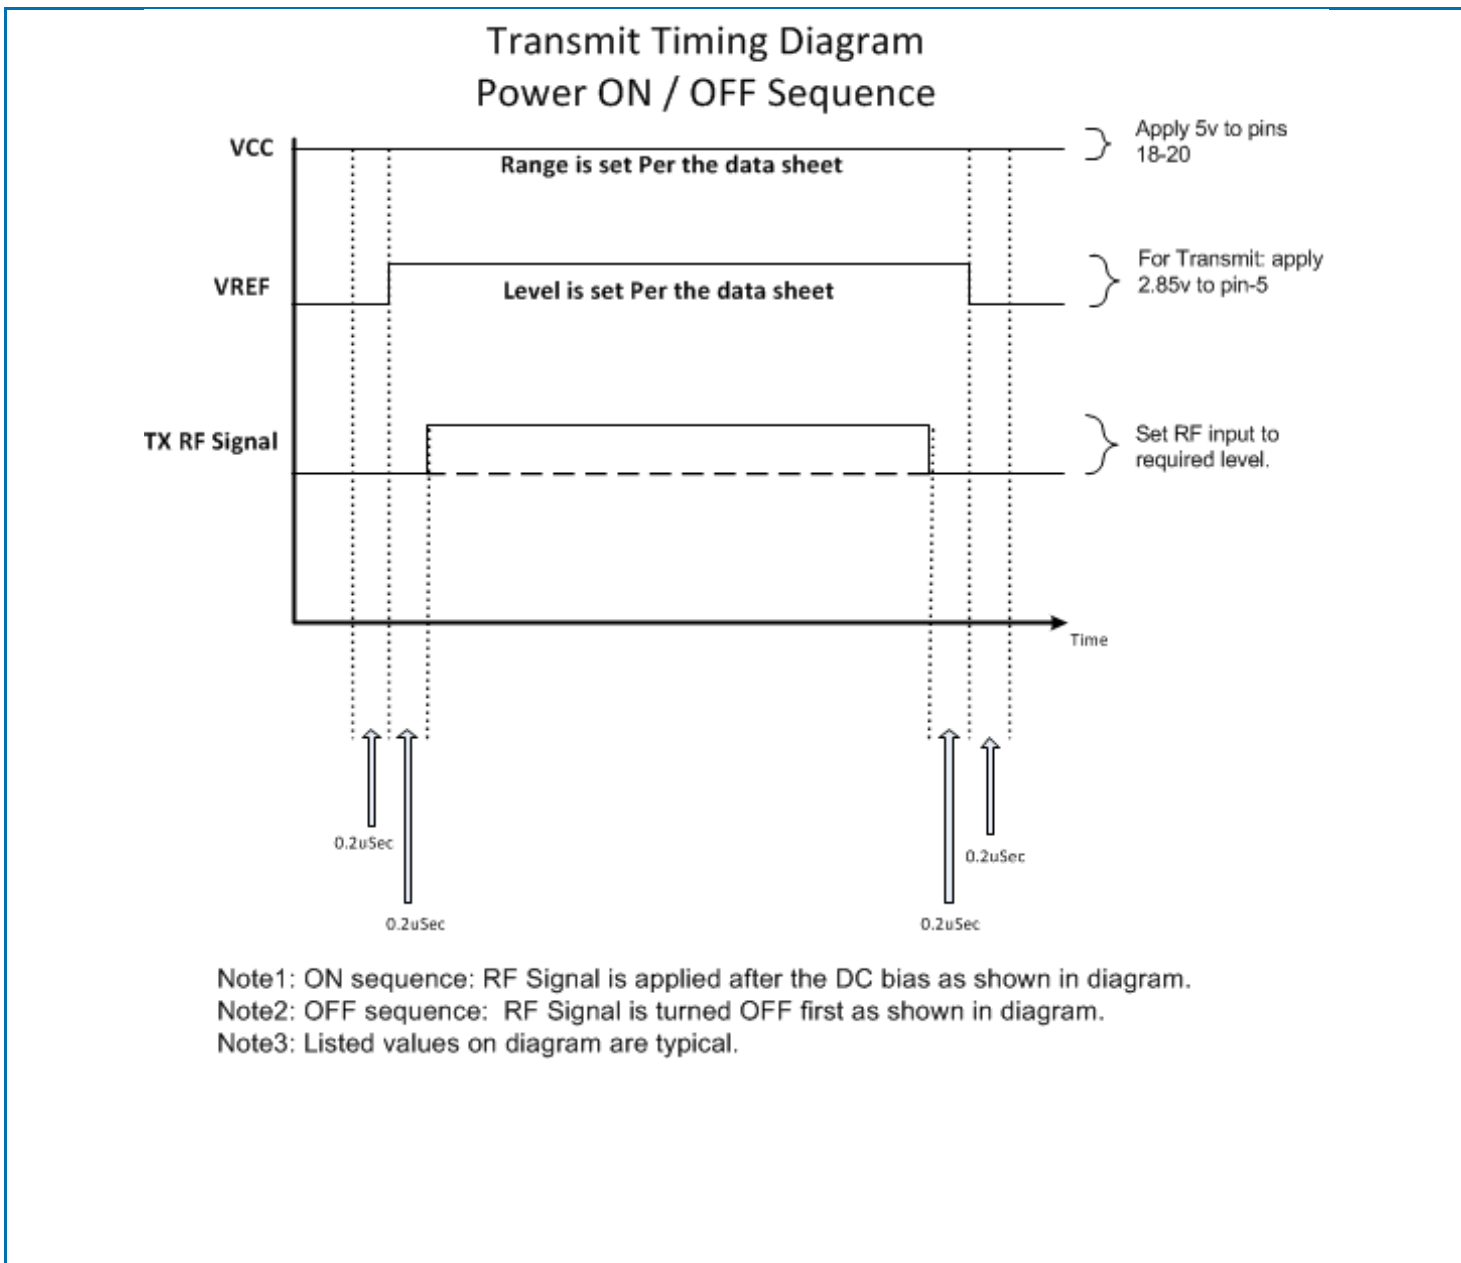 Transmit Timing Diagram
Power ON / OFF Sequence
VCC
Range is set Per the data sheet
Apply 5v to pins
18-20
VREF
Level is set Per the data sheet
For Transmit: apply
2.85v to pin-5
TX RF Signal
Set RF input to
required level.
Time
0.2uSec
0.2uSec
0.2uSec
0.2uSec
Note1: ON sequence: RF Signal is applied after the DC bias as shown in diagram.
Note2: OFF sequence:  RF Signal is turned OFF first as shown in diagram.
Note3: Listed values on diagram are typical.